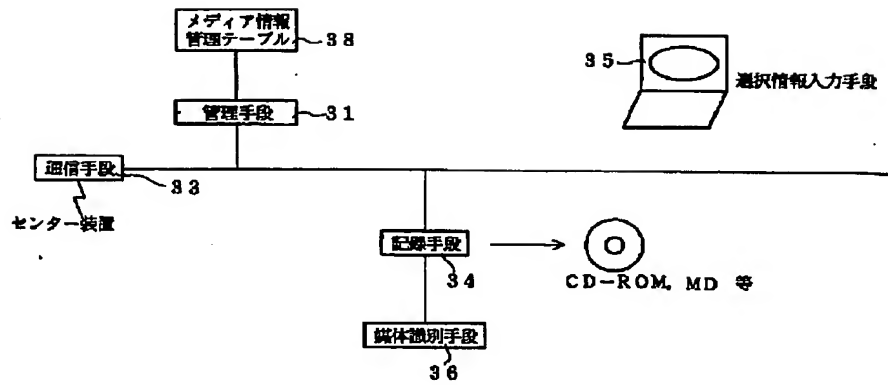 メディア情報
管理テーブル
38
35
選択情報入力手段
管理手段
31
通信手段
33
センター装置
記録手段
34
CD-ROM, MD 等
媒体識別手段
36